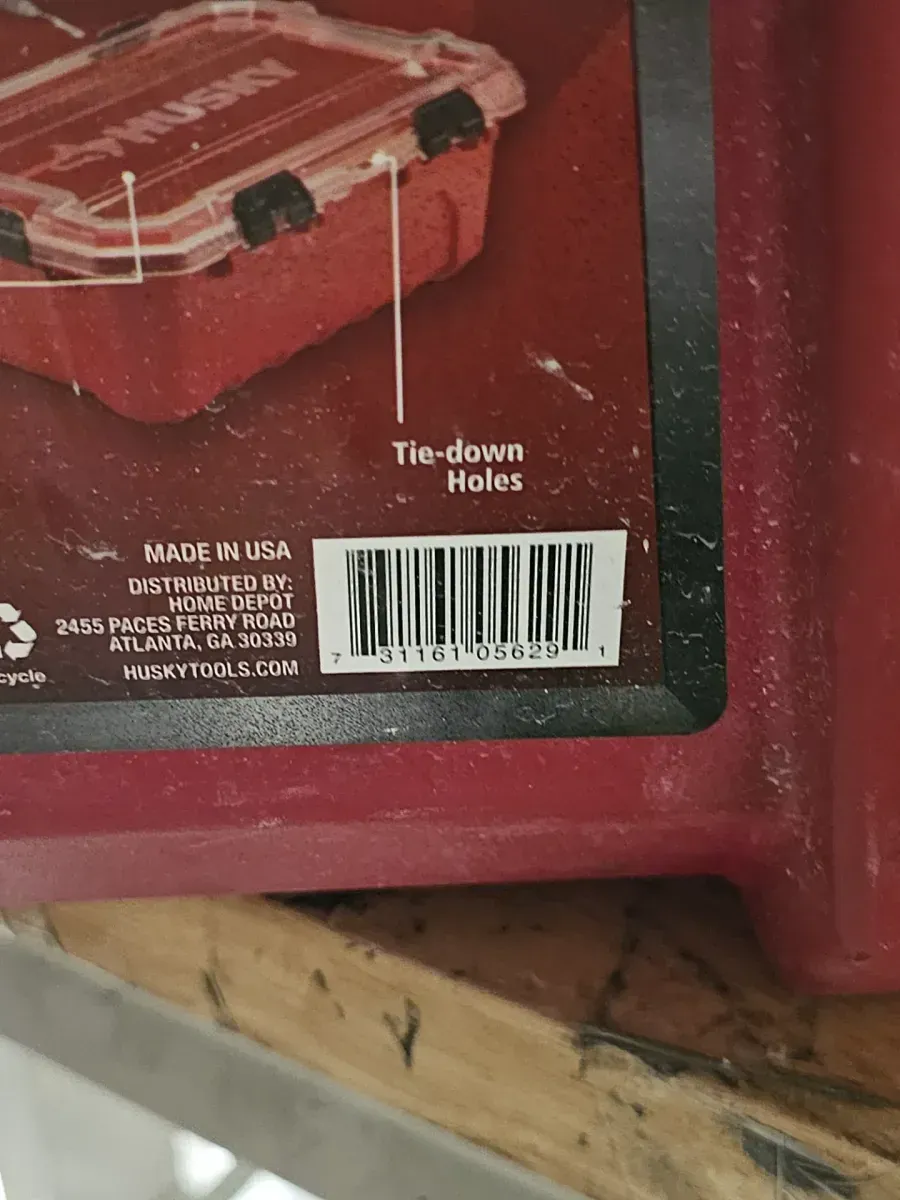 HUSKY
Tie-down
Holes
MADE IN USA
DISTRIBUTED BY:
HOME DEPOT
2455 PACES FERRY ROAD
ATLANTA, GA 30339
HUSKYTOOLS.COM
cycle
7 31161 05629 1